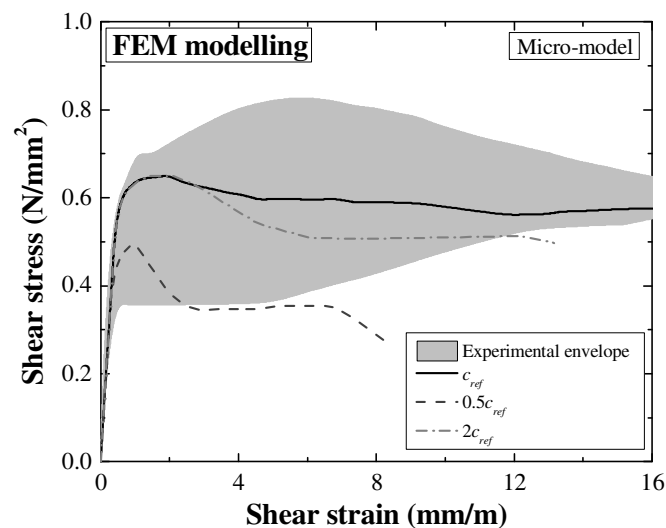 FEM modelling
Micro-model
Shear stress (N/mm²)
1.0
0.8
0.6
0.4
0.2
0.0
Experimental envelope
c_ref
0.5c_ref
2c_ref
0 4 8 12 16
Shear strain (mm/m)